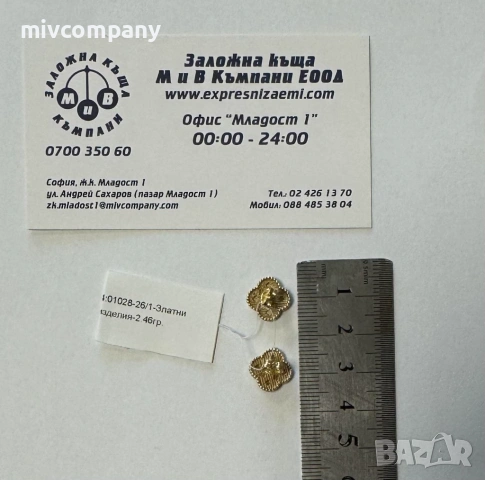 mivcompany
ЗАЛОЖНА КЪЩА
М И В
КЪМПАНИ
0700 350 60
Заложна къща
М и В Къмпани ЕООД
www.expresnizaemi.com
Офис "Младост 1"
00:00 - 24:00
София, ж.к. Младост 1
ул. Андрей Сахаров (пазар Младост 1)
zk.mladost1@mivcompany.com
Тел.: 02 426 13 70
Мобил.: 088 485 38 04
:01028-26/1-Златни
зделия-2.46гр.
1
2
3
4
5
bazar